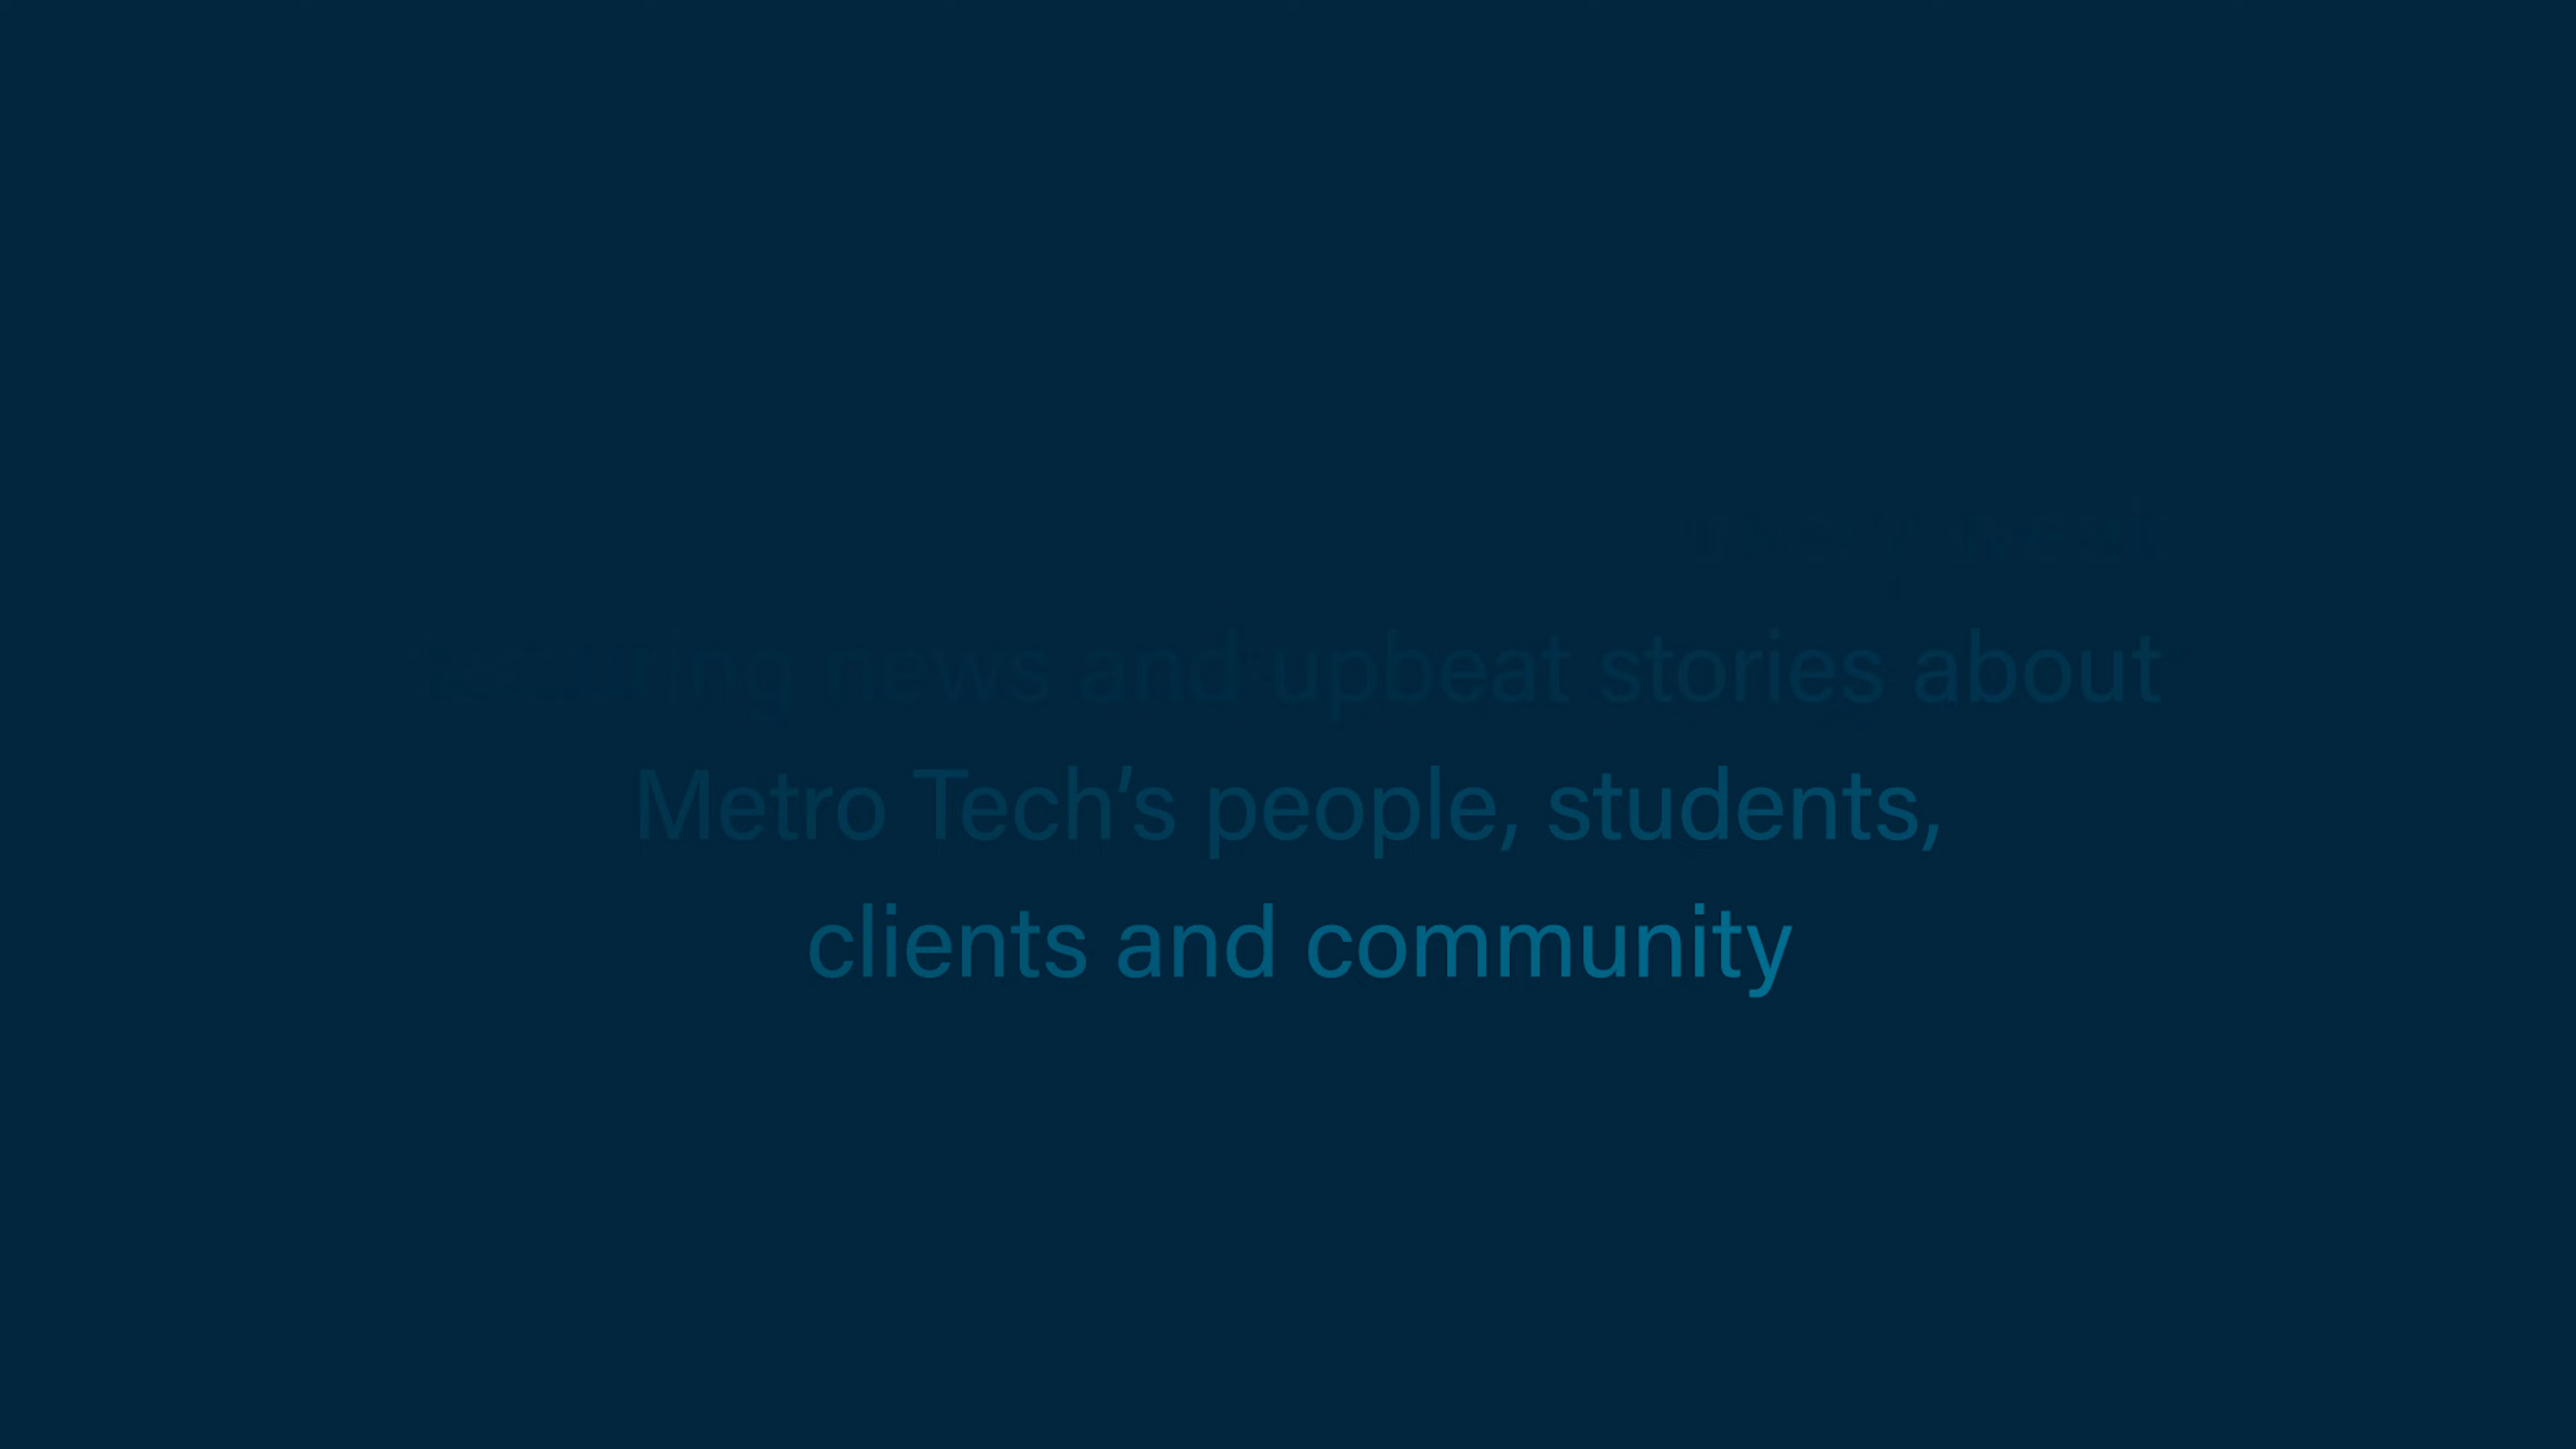 featuring news and upbeat stories about
Metro Tech’s people, students,
clients and community